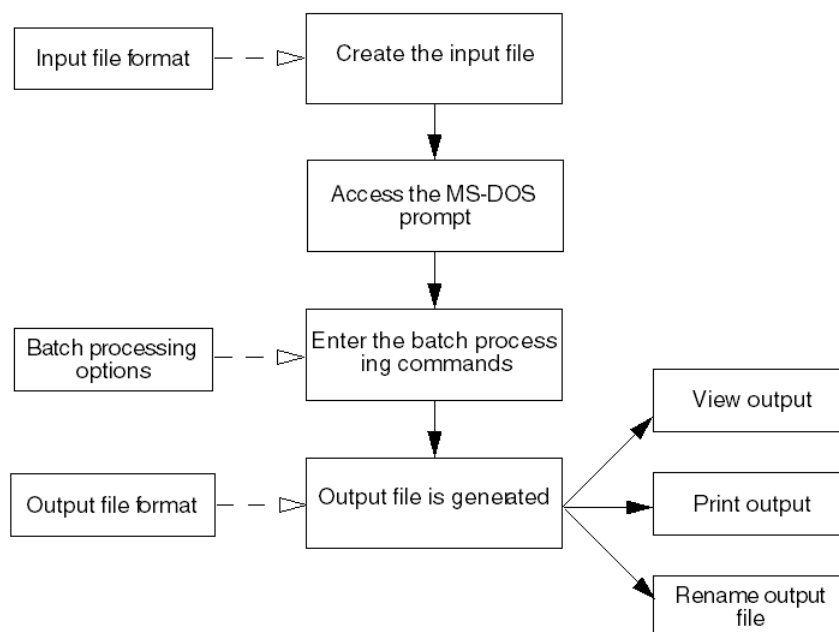 Input file format
Create the input file
Access the MS-DOS
prompt
Batch processing
options
Enter the batch process
ing commands
View output
Output file format
Output file is generated
Print output
Rename output
file